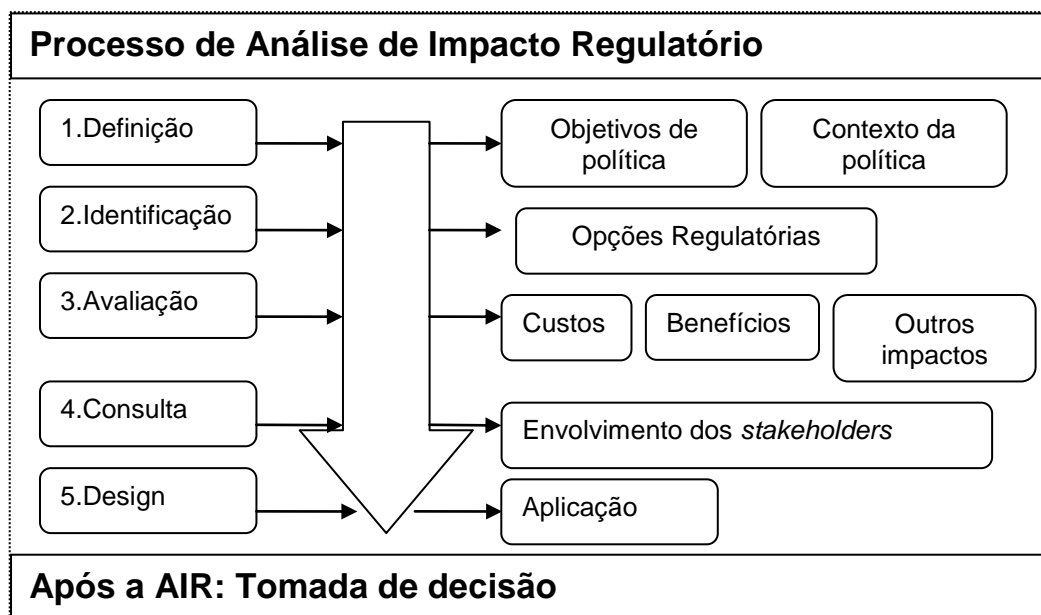 Processo de Análise de Impacto Regulatório
1.Definição
Objetivos de
política
Contexto da
política
2.Identificação
Opções Regulatórias
3.Avaliação
Custos
Benefícios
Outros
impactos
4.Consulta
Envolvimento dos stakeholders
5.Design
Aplicação
Após a AIR: Tomada de decisão